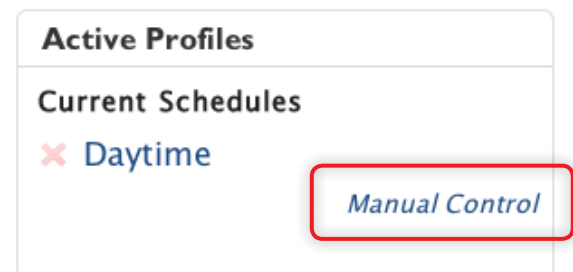 Active Profiles
Current Schedules
Daytime
Manual Control